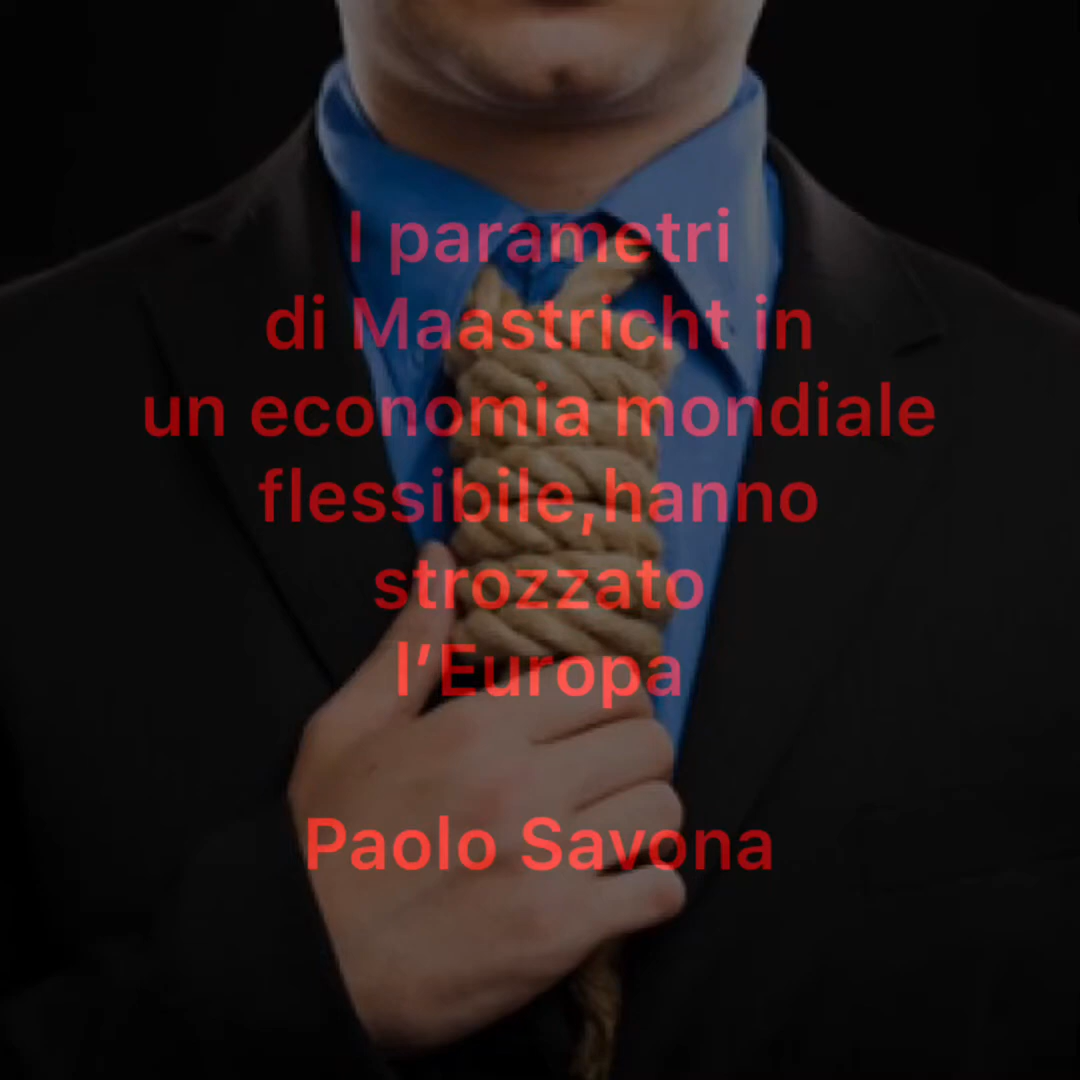 I parametri
di Maastricht in
un economia mondiale
flessibile,hanno
strozzato
l’Europa
Paolo Savona